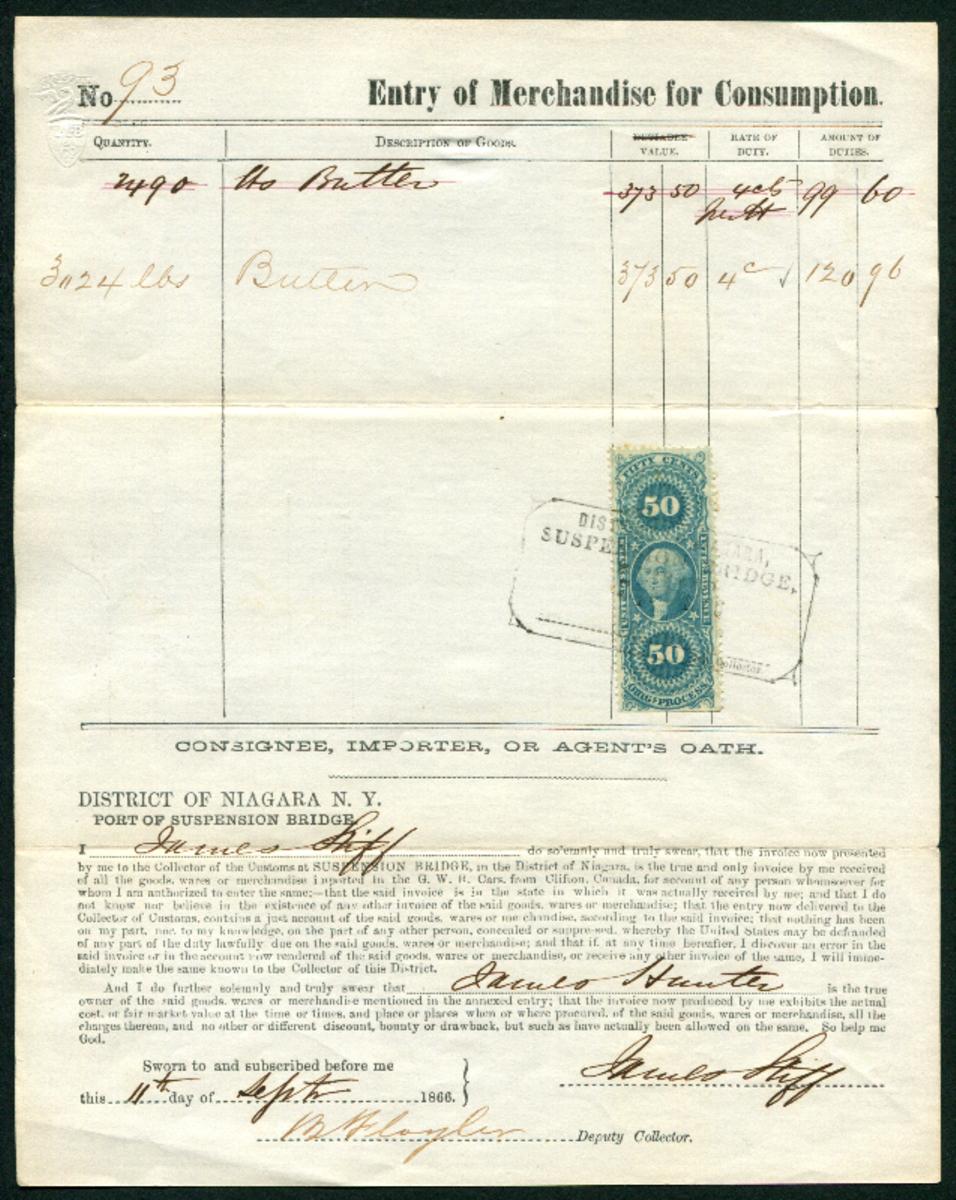 No. 93 Entry of Merchandise for Consumption.
QUANTITY. DESCRIPTION OF GOODS. DUTIABLE VALUE. RATE OF DUTY. AMOUNT OF DUTIES.
2490 lbs Butter 373 50 4cts 99 60
3024 lbs Butter 373 50 4c 120 96
FIFTY CENTS
50
UNITED STATES INTER. REVENUE
50
ORIG. PROCESS
DIST NIAGARA,
SUSPENSION BRIDGE,
Collector.
CONSIGNEE, IMPORTER, OR AGENT'S OATH.
DISTRICT OF NIAGARA N. Y.
PORT OF SUSPENSION BRIDGE
I James Stiff do solemnly and truly swear, that the invoice now presented
by me to the Collector of the Customs at SUSPENSION BRIDGE, in the District of Niagara, is the true and only invoice by me received
of all the goods, wares or merchandise imported in the G. W. R. Cars, from Clifton, Canada, for account of any person whomsoever for
whom I am authorized to enter the same;—that the said invoice is in the state in which it was actually received by me; and that I do
not know nor believe in the existence of any other invoice of the said goods, wares or merchandise; that the entry now delivered to the
Collector of Customs, contains a just account of the said goods, wares or me chandise, according to the said invoice; that nothing has been
on my part, nor, to my knowledge, on the part of any other person, concealed or suppressed, whereby the United States may be defrauded
of any part of the duty lawfully due on the said goods, wares or merchandise; and that if, at any time hereafter, I discover an error in the
said invoice or in the account now rendered of the said goods, wares or merchandise, or receive any other invoice of the same, I will imme-
diately make the same known to the Collector of this District.
And I do further solemnly and truly swear that James Hunter is the true
owner of the said goods, wares or merchandise mentioned in the annexed entry; that the invoice now produced by me exhibits the actual
cost, or fair market value at the time or times, and place or places when or where procured, of the said goods, wares or merchandise, all the
charges thereon, and no other or different discount, bounty or drawback, but such as have actually been allowed on the same. So help me
God.
Sworn to and subscribed before me
this 11th day of Septr 1866. } James Stiff
Deputy Collector.